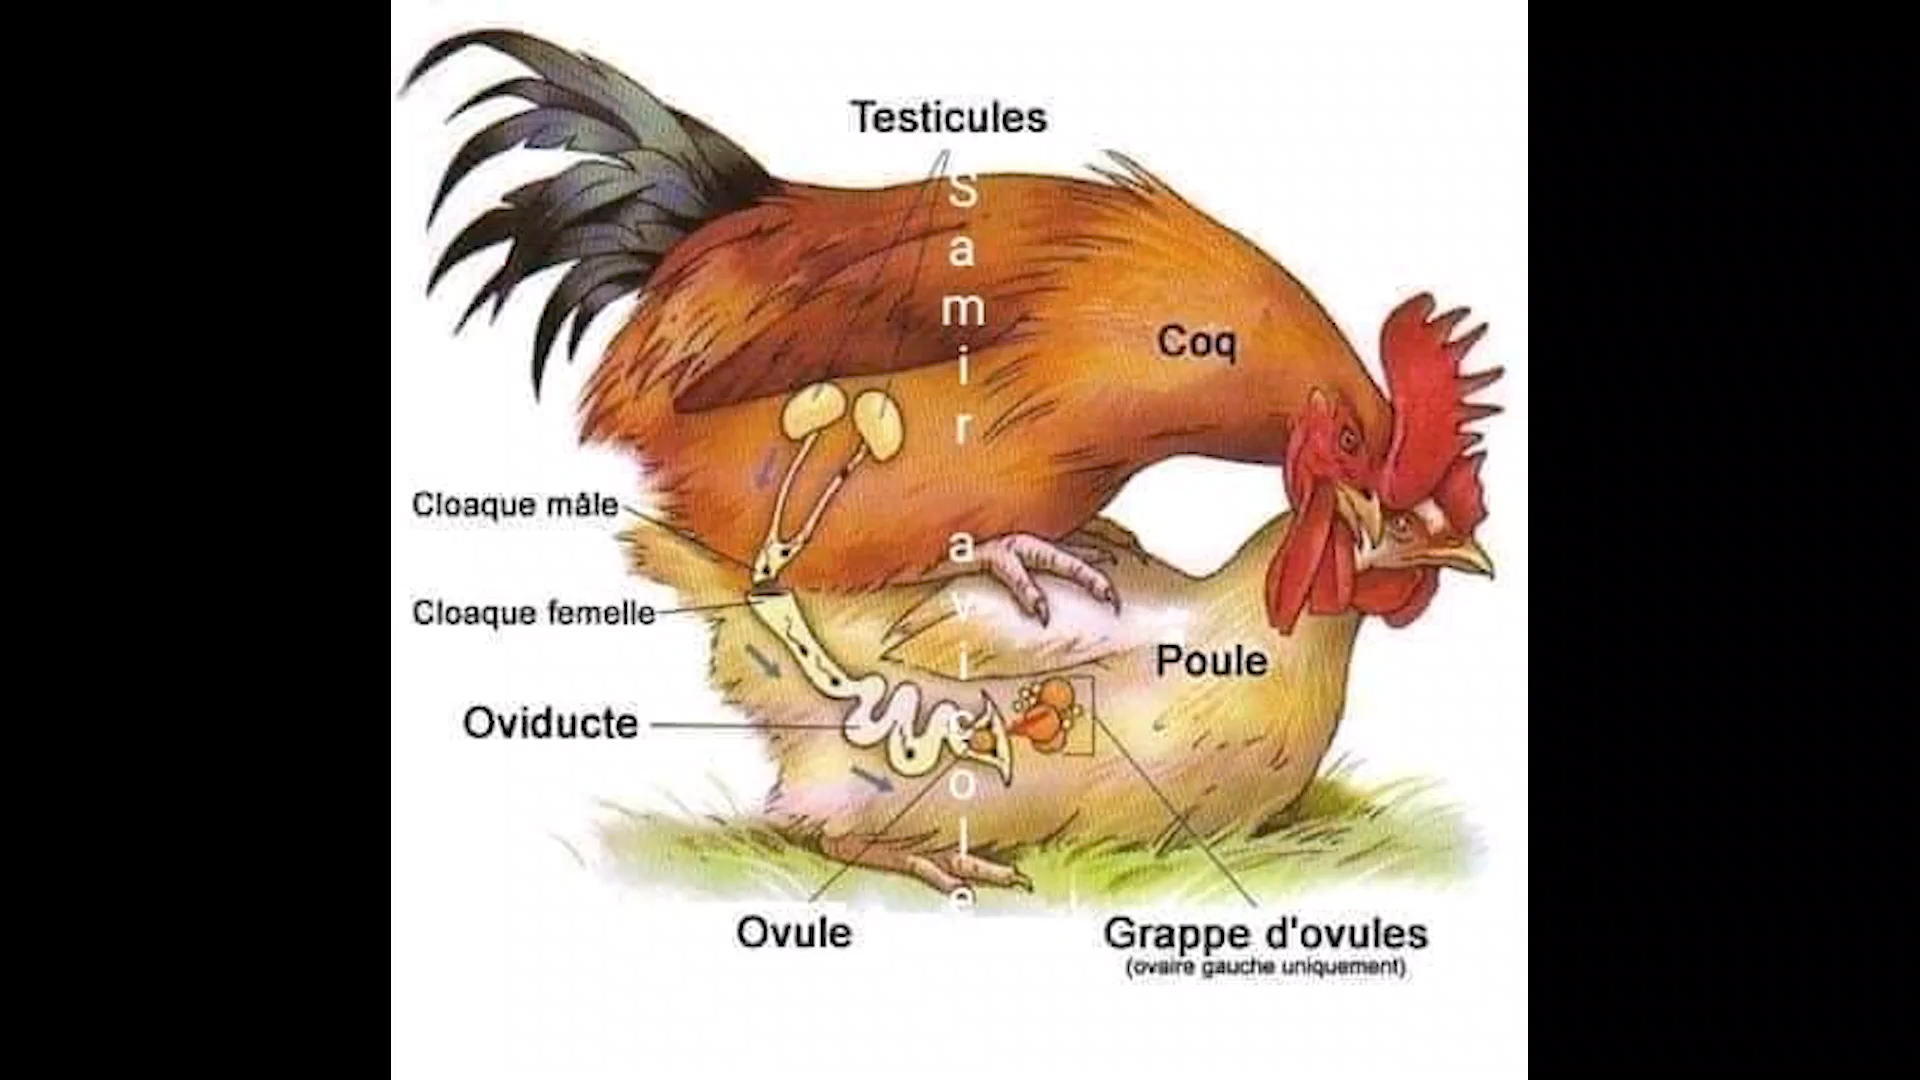 Testicules
Samir avicole
Coq
Cloaque mâle
Cloaque femelle
Poule
Oviducte
Ovule
Grappe d'ovules
(ovaire gauche uniquement)